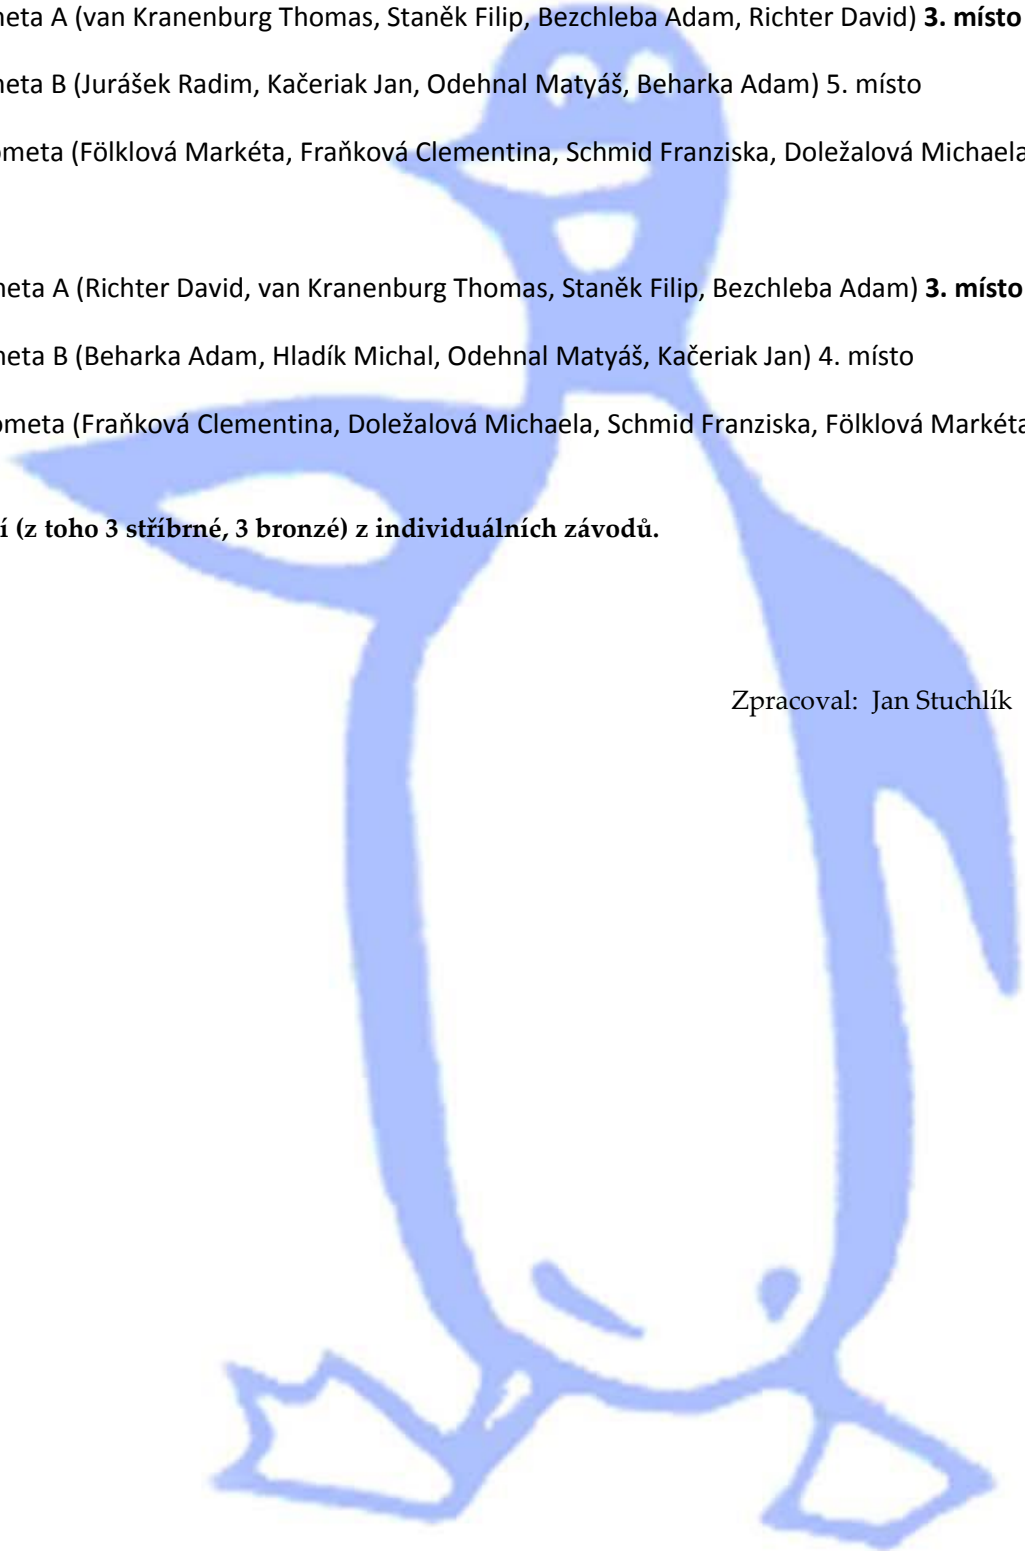 neta A (van Kranenburg Thomas, Staněk Filip, Bezchleba Adam, Richter David) 3. místo
neta B (Jurášek Radim, Kačeriak Jan, Odehnal Matyáš, Beharka Adam) 5. místo
ometa (Fölklová Markéta, Fraňková Clementina, Schmid Franziska, Doležalová Michaela
neta A (Richter David, van Kranenburg Thomas, Staněk Filip, Bezchleba Adam) 3. místo
neta B (Beharka Adam, Hladík Michal, Odehnal Matyáš, Kačeriak Jan) 4. místo
ometa (Fraňková Clementina, Doležalová Michaela, Schmid Franziska, Fölklová Markéta
í (z toho 3 stříbrné, 3 bronzé) z individuálních závodů.
Zpracoval: Jan Stuchlík